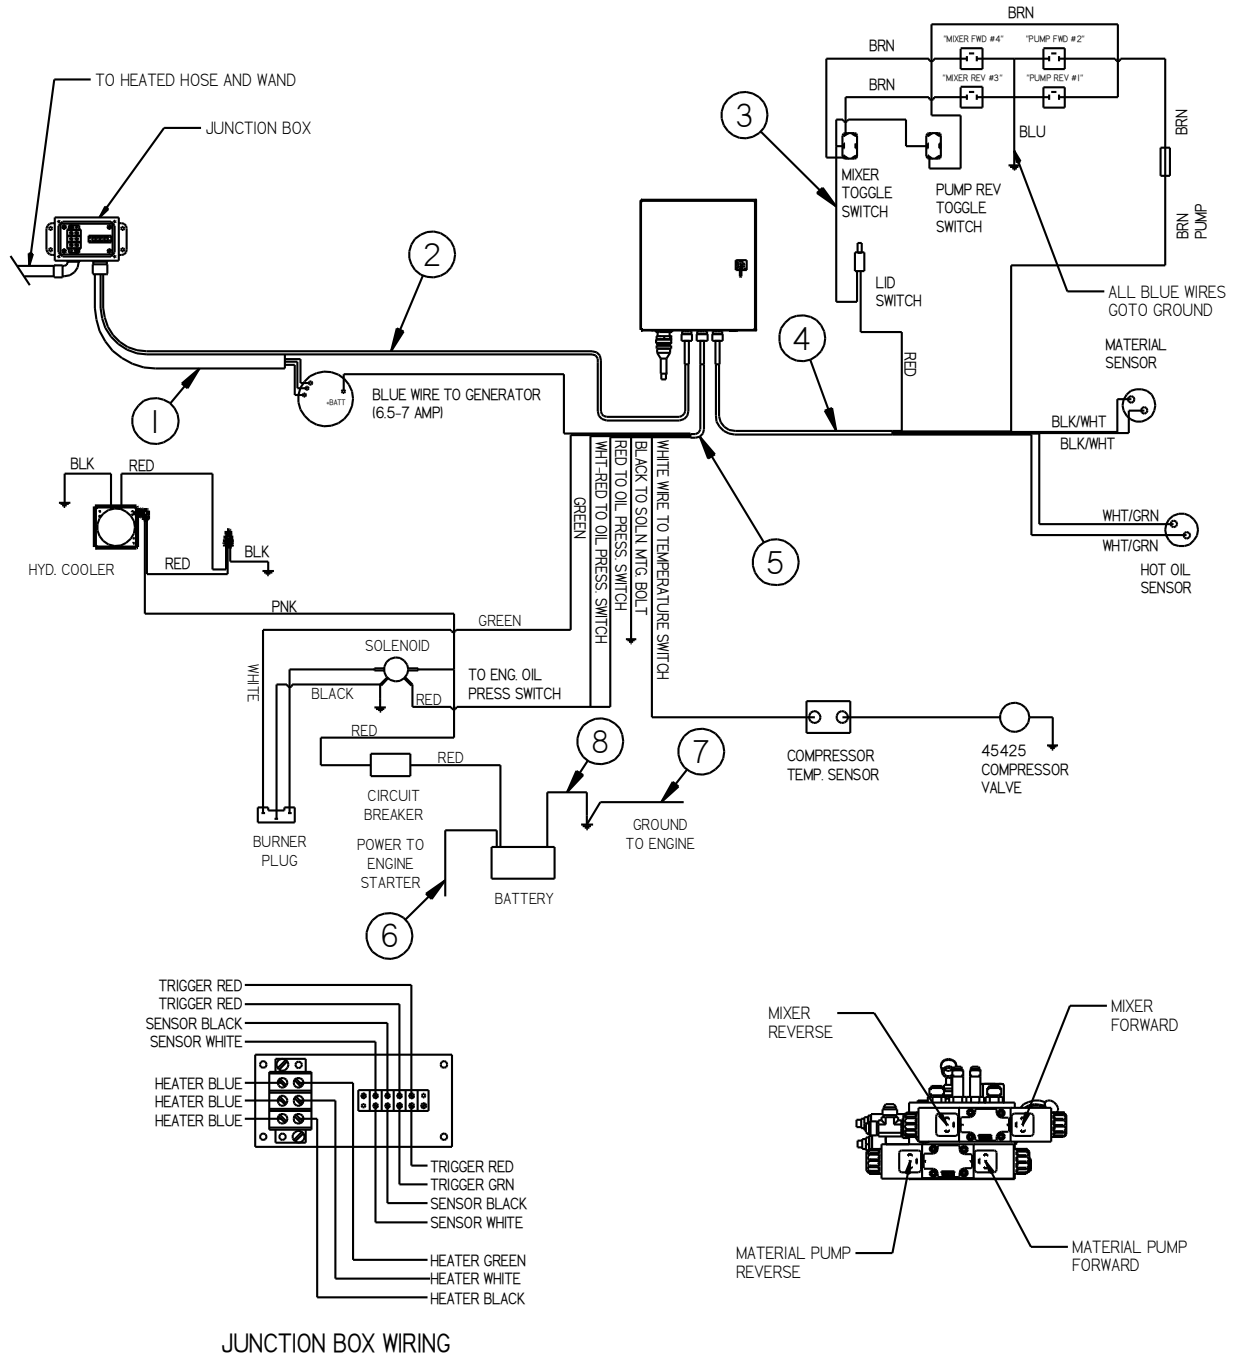 BRN
BRN
"MIXER FWD #4"
"PUMP FWD #2"
TO HEATED HOSE AND WAND
BRN
"MIXER REV #3"
"PUMP REV #1"
JUNCTION BOX
3
BLU
BRN
MIXER
TOGGLE
SWITCH
PUMP REV
TOGGLE
SWITCH
BRN
PUMP
2
LID
SWITCH
ALL BLUE WIRES
GOTO GROUND
4
MATERIAL
SENSOR
RED
1
+BATT
BLUE WIRE TO GENERATOR
(6.5-7 AMP)
BLK/WHT
BLK/WHT
BLK
RED
GREEN
WHT-RED TO OIL PRESS. SWITCH
RED TO OIL PRESS. SWITCH
BLACK TO SOLN. MTG. BOLT
WHITE WIRE TO TEMPERATURE SWITCH
5
WHT/GRN
WHT/GRN
HYD. COOLER
RED
BLK
HOT OIL
SENSOR
PNK
GREEN
SOLENOID
WHITE
BLACK
RED
TO ENG. OIL
PRESS SWITCH
RED
RED
8
7
COMPRESSOR
TEMP. SENSOR
45425
COMPRESSOR
VALVE
CIRCUIT
BREAKER
GROUND
TO ENGINE
BURNER
PLUG
POWER TO
ENGINE
STARTER
BATTERY
6
TRIGGER RED
TRIGGER RED
SENSOR BLACK
SENSOR WHITE
HEATER BLUE
HEATER BLUE
HEATER BLUE
TRIGGER RED
TRIGGER GRN
SENSOR BLACK
SENSOR WHITE
HEATER GREEN
HEATER WHITE
HEATER BLACK
JUNCTION BOX WIRING
MIXER
REVERSE
MIXER
FORWARD
MATERIAL PUMP
REVERSE
MATERIAL PUMP
FORWARD